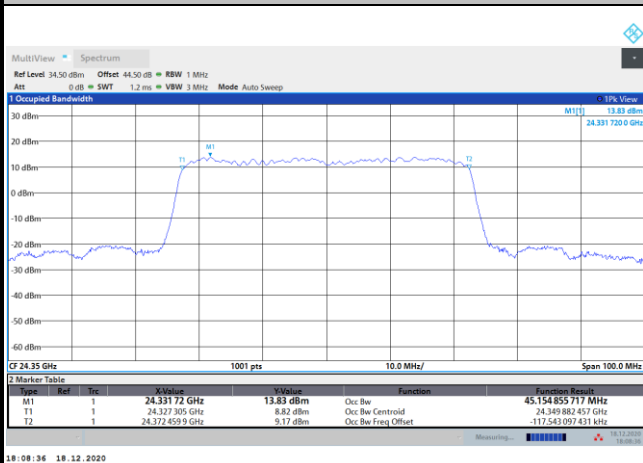 MultiView Spectrum
Ref Level 34.50 dBm Offset 44.50 dB RBW 1 MHz
Att 0 dB SWT 1.2 ms VBW 3 MHz Mode Auto Sweep
1 Occupied Bandwidth 1Pk View
M1[1] 13.83 dBm
24.331 720 0 GHz
30 dBm
20 dBm
M1
T1 T2
10 dBm
0 dBm
-10 dBm
-20 dBm
-30 dBm
-40 dBm
-50 dBm
-60 dBm
CF 24.35 GHz 1001 pts 10.0 MHz/ Span 100.0 MHz
2 Marker Table
Type Ref Trc X-Value Y-Value Function Function Result
M1 1 24.331 72 GHz 13.83 dBm Occ Bw 45.154 855 717 MHz
T1 1 24.327 305 GHz 8.82 dBm Occ Bw Centroid 24.349 882 457 GHz
T2 1 24.372 459 9 GHz 9.17 dBm Occ Bw Freq Offset -117.543 097 431 kHz
Measuring... 18.12.2020
18:08:36
18:08:36 18.12.2020